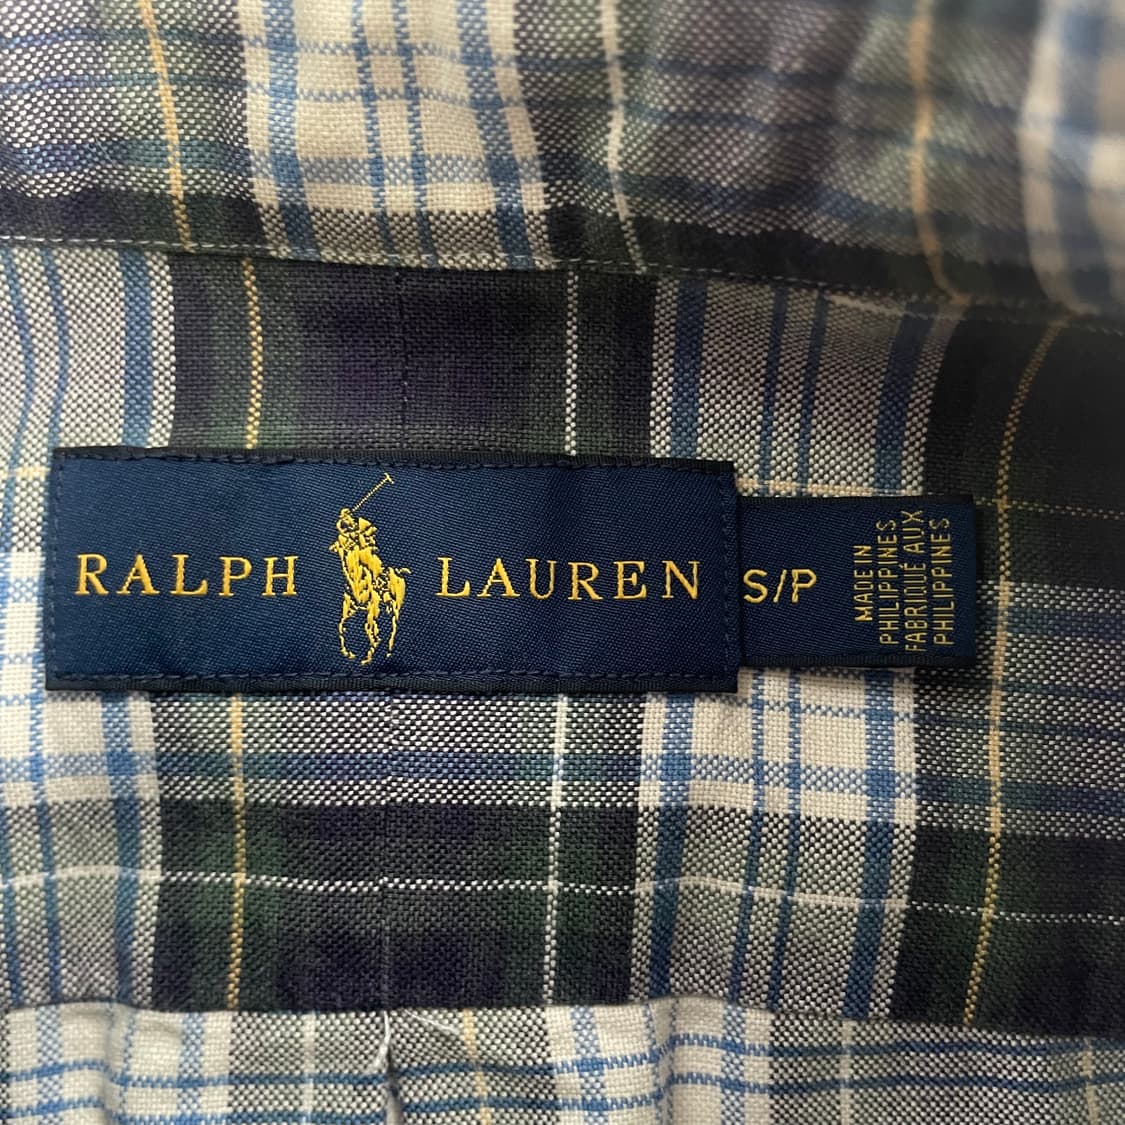 RALPH LAUREN
S/P
MADE IN
PHILIPPINES
FABRIQUÉ AUX
PHILIPPINES